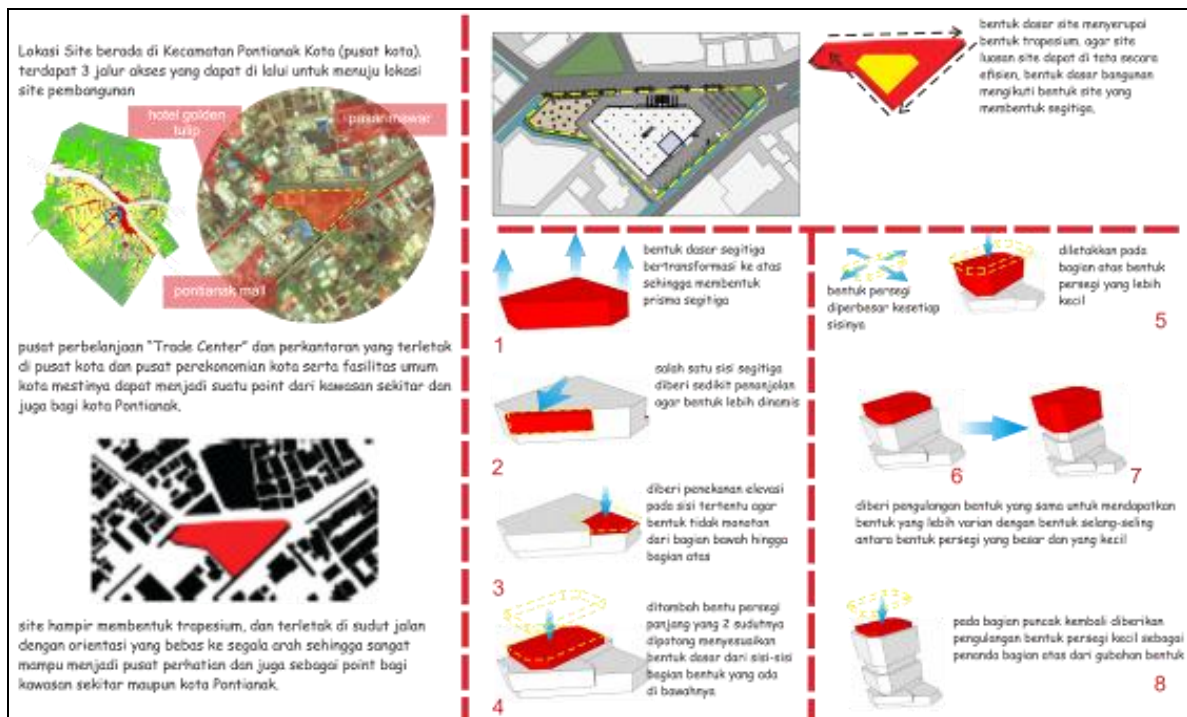 Lokasi Site berada di Kecamatan Pontianak Kota (pusat kota),
terdapat 3 jalur akses yang dapat di lalui untuk menuju lokasi
site pembangunan
hotel golden
tulip
pasar mawar
pontianak mall
pusat perbelanjaan “Trade Center” dan perkantoran yang terletak
di pusat kota dan pusat perekonomian kota serta fasilitas umum
kota mestinya dapat menjadi suatu point dari kawasan sekitar dan
juga bagi kota Pontianak.
site hampir membentuk trapesium, dan terletak di sudut jalan
dengan orientasi yang bebas ke segala arah sehingga sangat
mampu menjadi pusat perhatian dan juga sebagai point bagi
kawasan sekitar maupun kota Pontianak.
bentuk dasar site menyerupai
bentuk trapesium, agar site
luasan site dapat di tata secara
efisien, bentuk dasar bangunan
mengikuti bentuk site yang
membentuk segitiga,
bentuk dasar segitiga
bertransformasi ke atas
sehingga membentuk
prisma segitiga
1
salah satu sisi segitiga
diberi sedikit penonjolan
agar bentuk lebih dinamis
2
diberi penekanan elevasi
pada sisi tertentu agar
bentuk tidak monoton
dari bagian bawah hingga
bagian atas
3
ditambah bentu persegi
panjang yang 2 sudutnya
dipotong menyesuaikan
bentuk dasar dari sisi-sisi
bagian bentuk yang ada
di bawahnya
4
bentuk persegi
diperbesar kesetiap
sisinya
diletakkan pada
bagian atas bentuk
persegi yang lebih
kecil
5
6
7
diberi pengulangan bentuk yang sama untuk mendapatkan
bentuk yang lebih varian dengan bentuk selang-seling
antara bentuk persegi yang besar dan yang kecil
pada bagian puncak kembali diberikan
pengulangan bentuk persegi kecil sebagai
penanda bagian atas dari gubahan bentuk
8